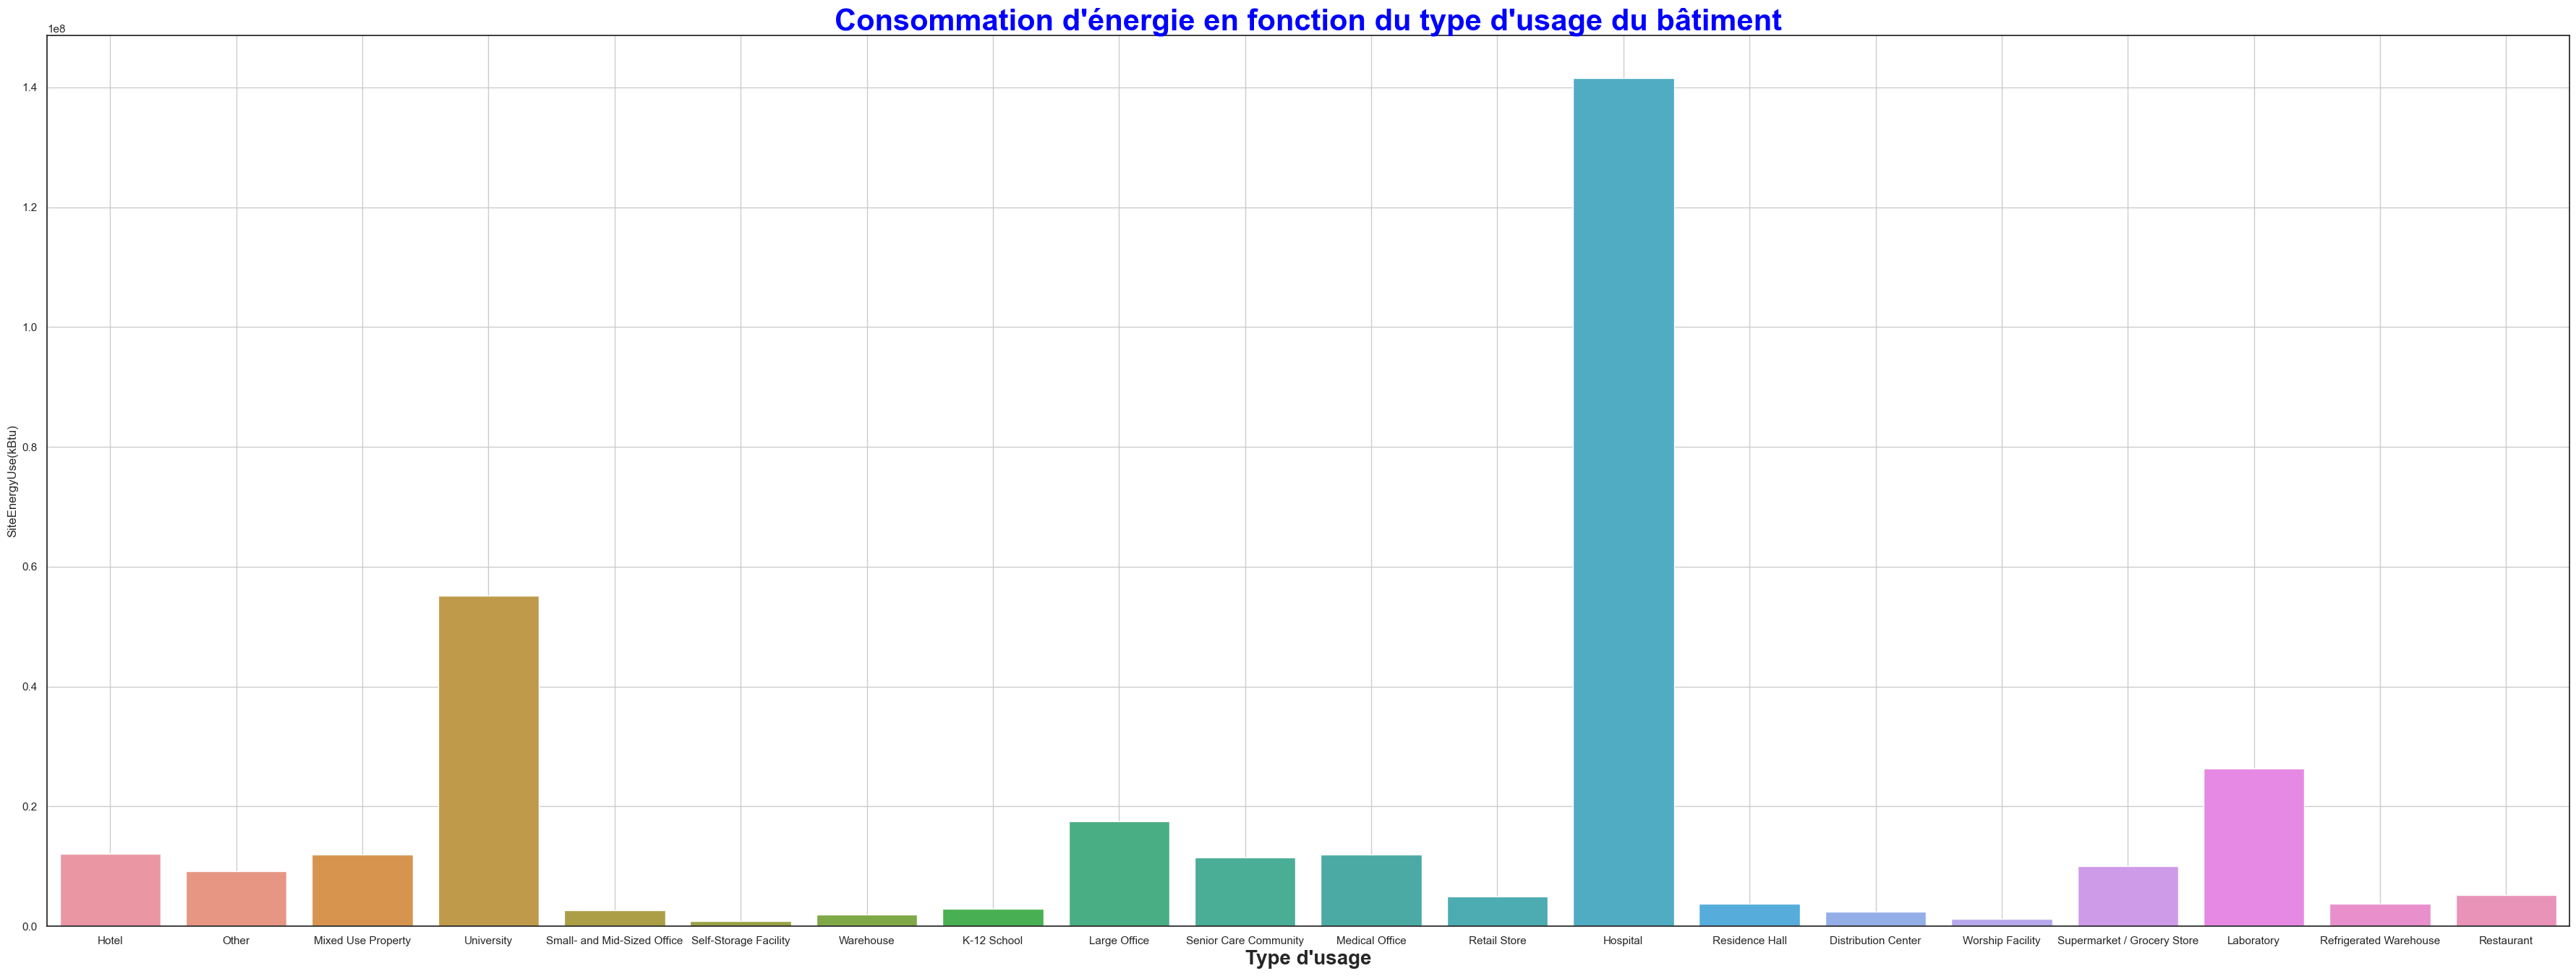 Consommation d'énergie en fonction du type d'usage du bâtiment
1e8
1.4
1.2
1.0
0.8
0.6
0.4
0.2
0.0
SiteEnergyUse(kBtu)
Hotel Other Mixed Use Property University Small- and Mid-Sized Office Self-Storage Facility Warehouse K-12 School Large Office Senior Care Community Medical Office Retail Store Hospital Residence Hall Distribution Center Worship Facility Supermarket / Grocery Store Laboratory Refrigerated Warehouse Restaurant
Type d'usage